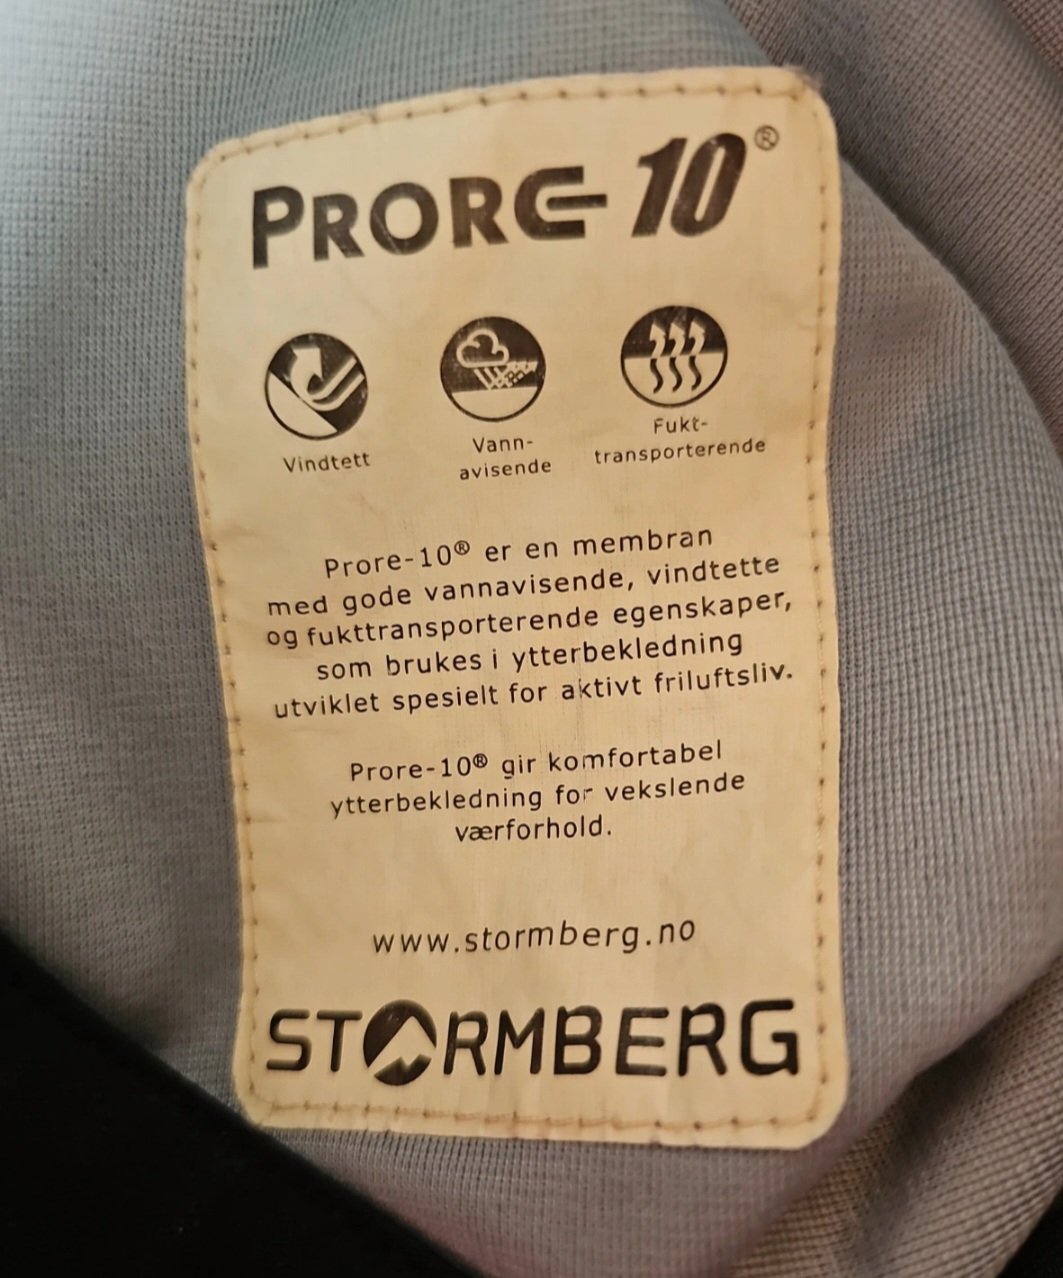 PRORE-10®
Vindtett
Vann-
avisende
Fukt-
transporterende
Prore-10® er en membran
med gode vannavisende, vindtette
og fukttransporterende egenskaper,
som brukes i ytterbekledning
utviklet spesielt for aktivt friluftsliv.
Prore-10® gir komfortabel
ytterbekledning for vekslende
værforhold.
www.stormberg.no
STORMBERG